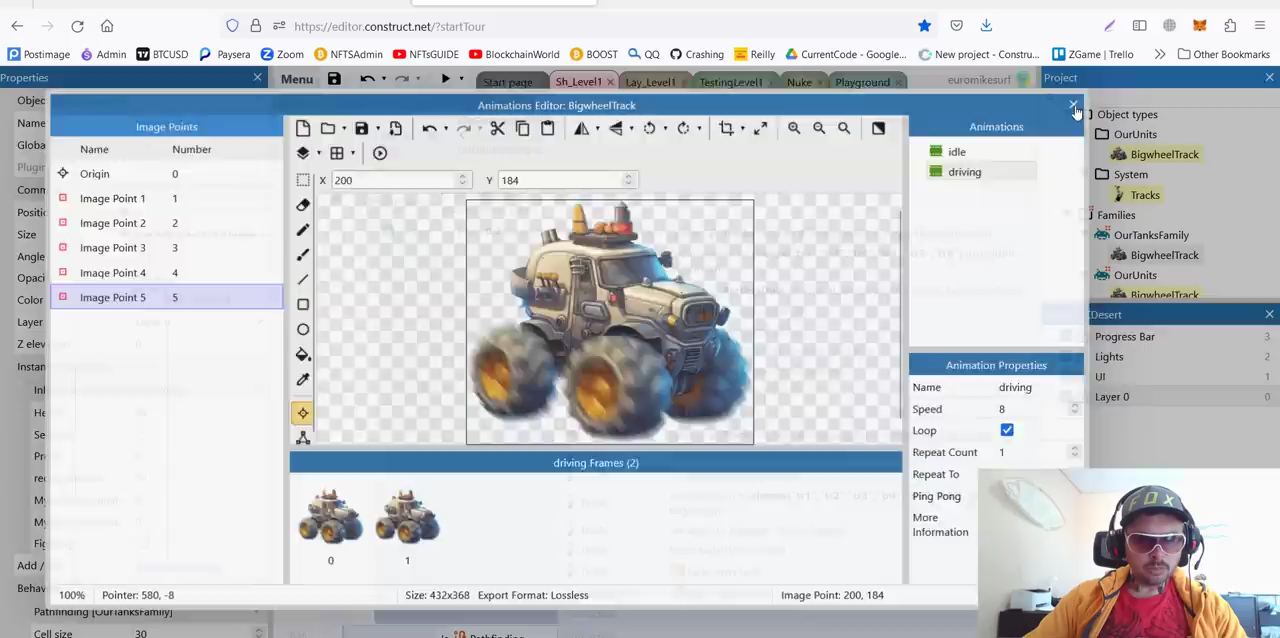 https://editor.construct.net/?startTour
Postimage
Admin
BTCUSD
Paysera
Zoom
NFTSAdmin
NFTsGUIDE
BlockchainWorld
BOOST
QQ
Crashing
Reilly
CurrentCode - Google...
New project - Constru...
ZGame | Trello
Other Bookmarks
Properties
Menu
Start page
Sh_Level1
Lay_Level1
TestingLevel1
Nuke
Playground
euromikesurf
Project
Animations Editor: BigwheelTrack
Image Points
Name Number
Origin 0
Image Point 1 1
Image Point 2 2
Image Point 3 3
Image Point 4 4
Image Point 5 5
X 200 Y 184
driving Frames (2)
0
1
100%
Pointer: 580, -8
Size: 432x368 Export Format: Lossless
Image Point: 200, 184
Animations
idle
driving
Animation Properties
Name driving
Speed 8
Loop
Repeat Count 1
Repeat To
Ping Pong
More
Information
Object types
OurUnits
BigwheelTrack
System
Tracks
Families
OurTanksFamily
BigwheelTrack
OurUnits
BigwheelTrack
Desert
Progress Bar 3
Lights 2
UI 1
Layer 0 0
Name
Size
Layer
Pathfinding [OurTanksFamily]
Cell size 30
Pathfinding
FOX